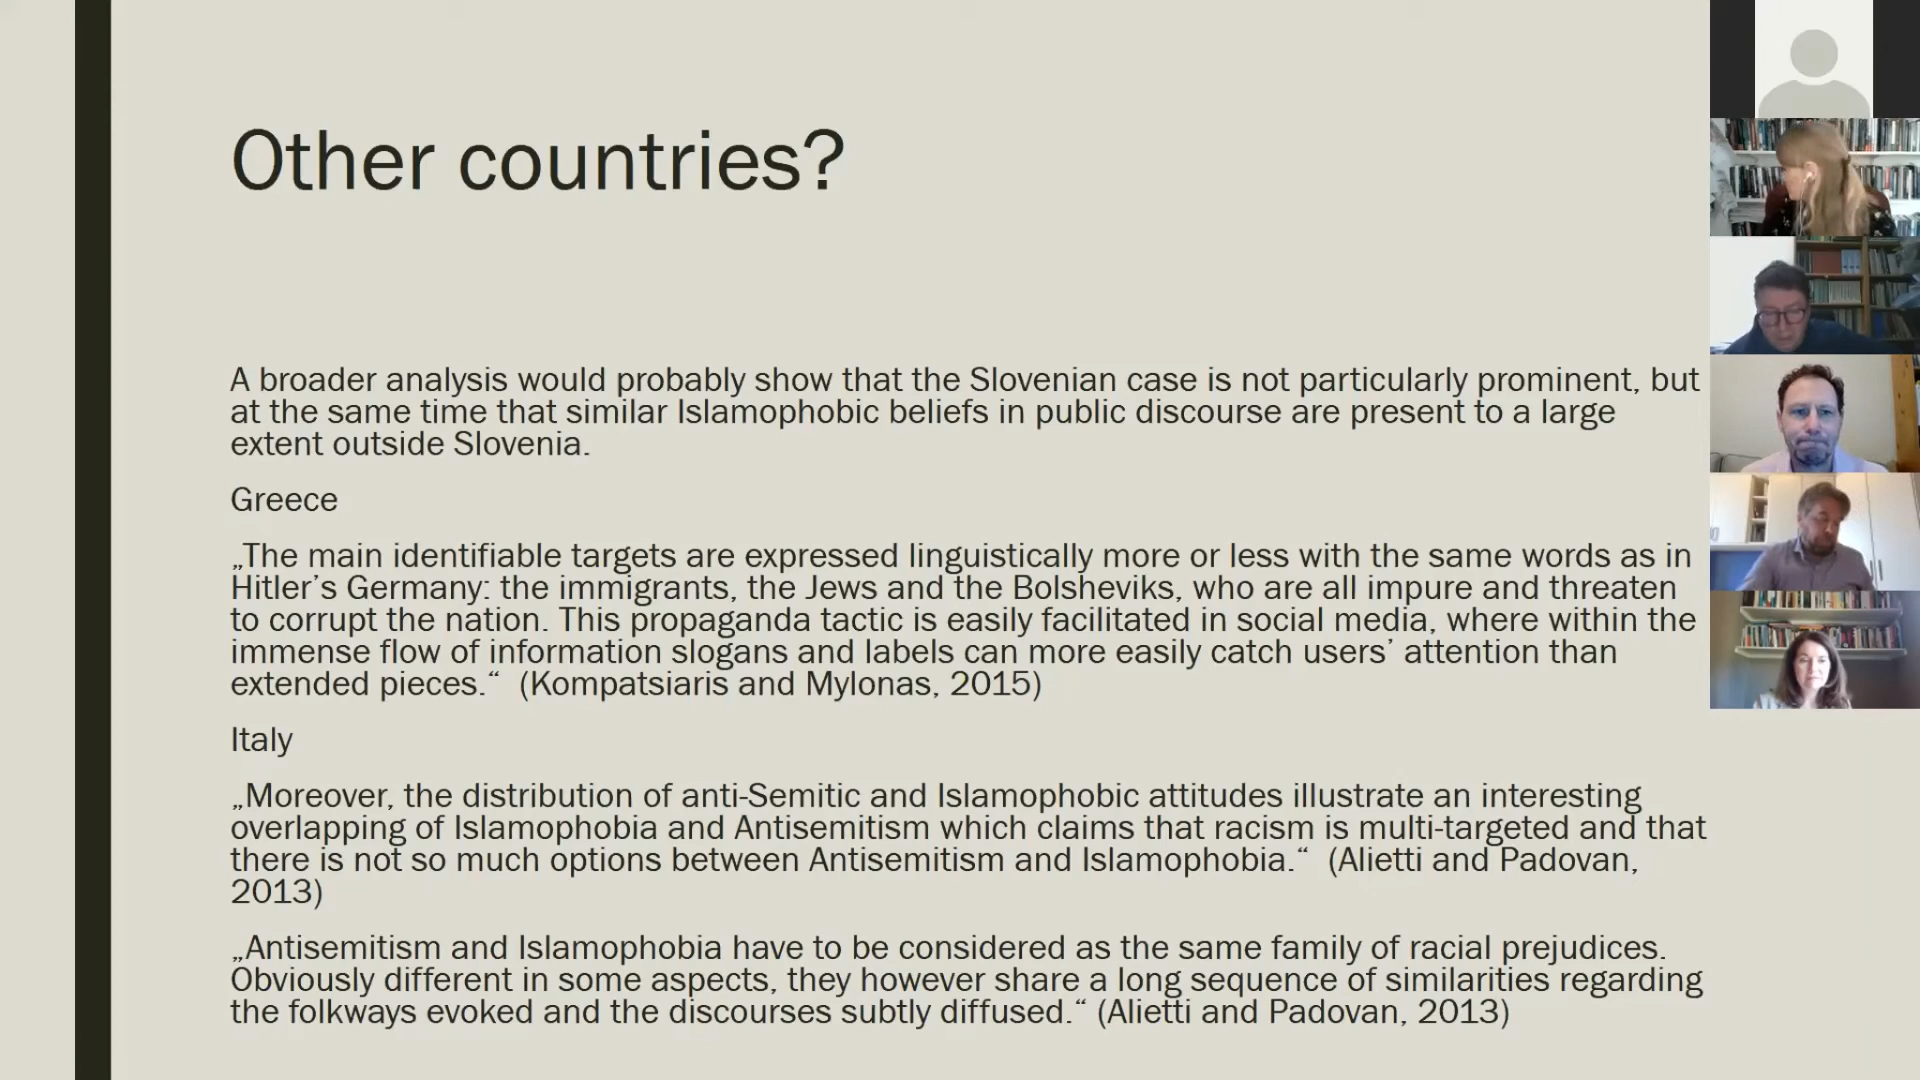 Other countries?
A broader analysis would probably show that the Slovenian case is not particularly prominent, but
at the same time that similar Islamophobic beliefs in public discourse are present to a large
extent outside Slovenia.
Greece
„The main identifiable targets are expressed linguistically more or less with the same words as in
Hitler’s Germany: the immigrants, the Jews and the Bolsheviks, who are all impure and threaten
to corrupt the nation. This propaganda tactic is easily facilitated in social media, where within the
immense flow of information slogans and labels can more easily catch users’ attention than
extended pieces.“ (Kompatsiaris and Mylonas, 2015)
Italy
„Moreover, the distribution of anti-Semitic and Islamophobic attitudes illustrate an interesting
overlapping of Islamophobia and Antisemitism which claims that racism is multi-targeted and that
there is not so much options between Antisemitism and Islamophobia.“ (Alietti and Padovan,
2013)
„Antisemitism and Islamophobia have to be considered as the same family of racial prejudices.
Obviously different in some aspects, they however share a long sequence of similarities regarding
the folkways evoked and the discourses subtly diffused.“ (Alietti and Padovan, 2013)